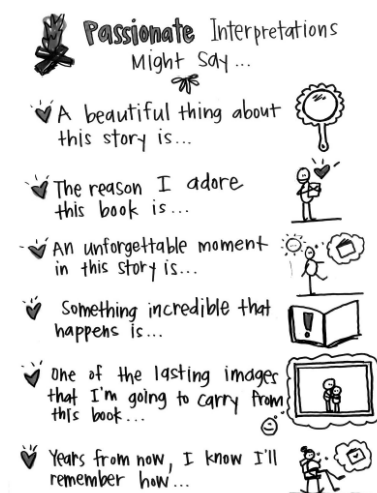 Passionate Interpretations
Might Say...
A beautiful thing about
this story is...
The reason I adore
this book is...
An unforgettable moment
in this story is...
Something incredible that
happens is...
One of the lasting images
that I'm going to carry from
this book...
Years from now, I know I'll
remember how...